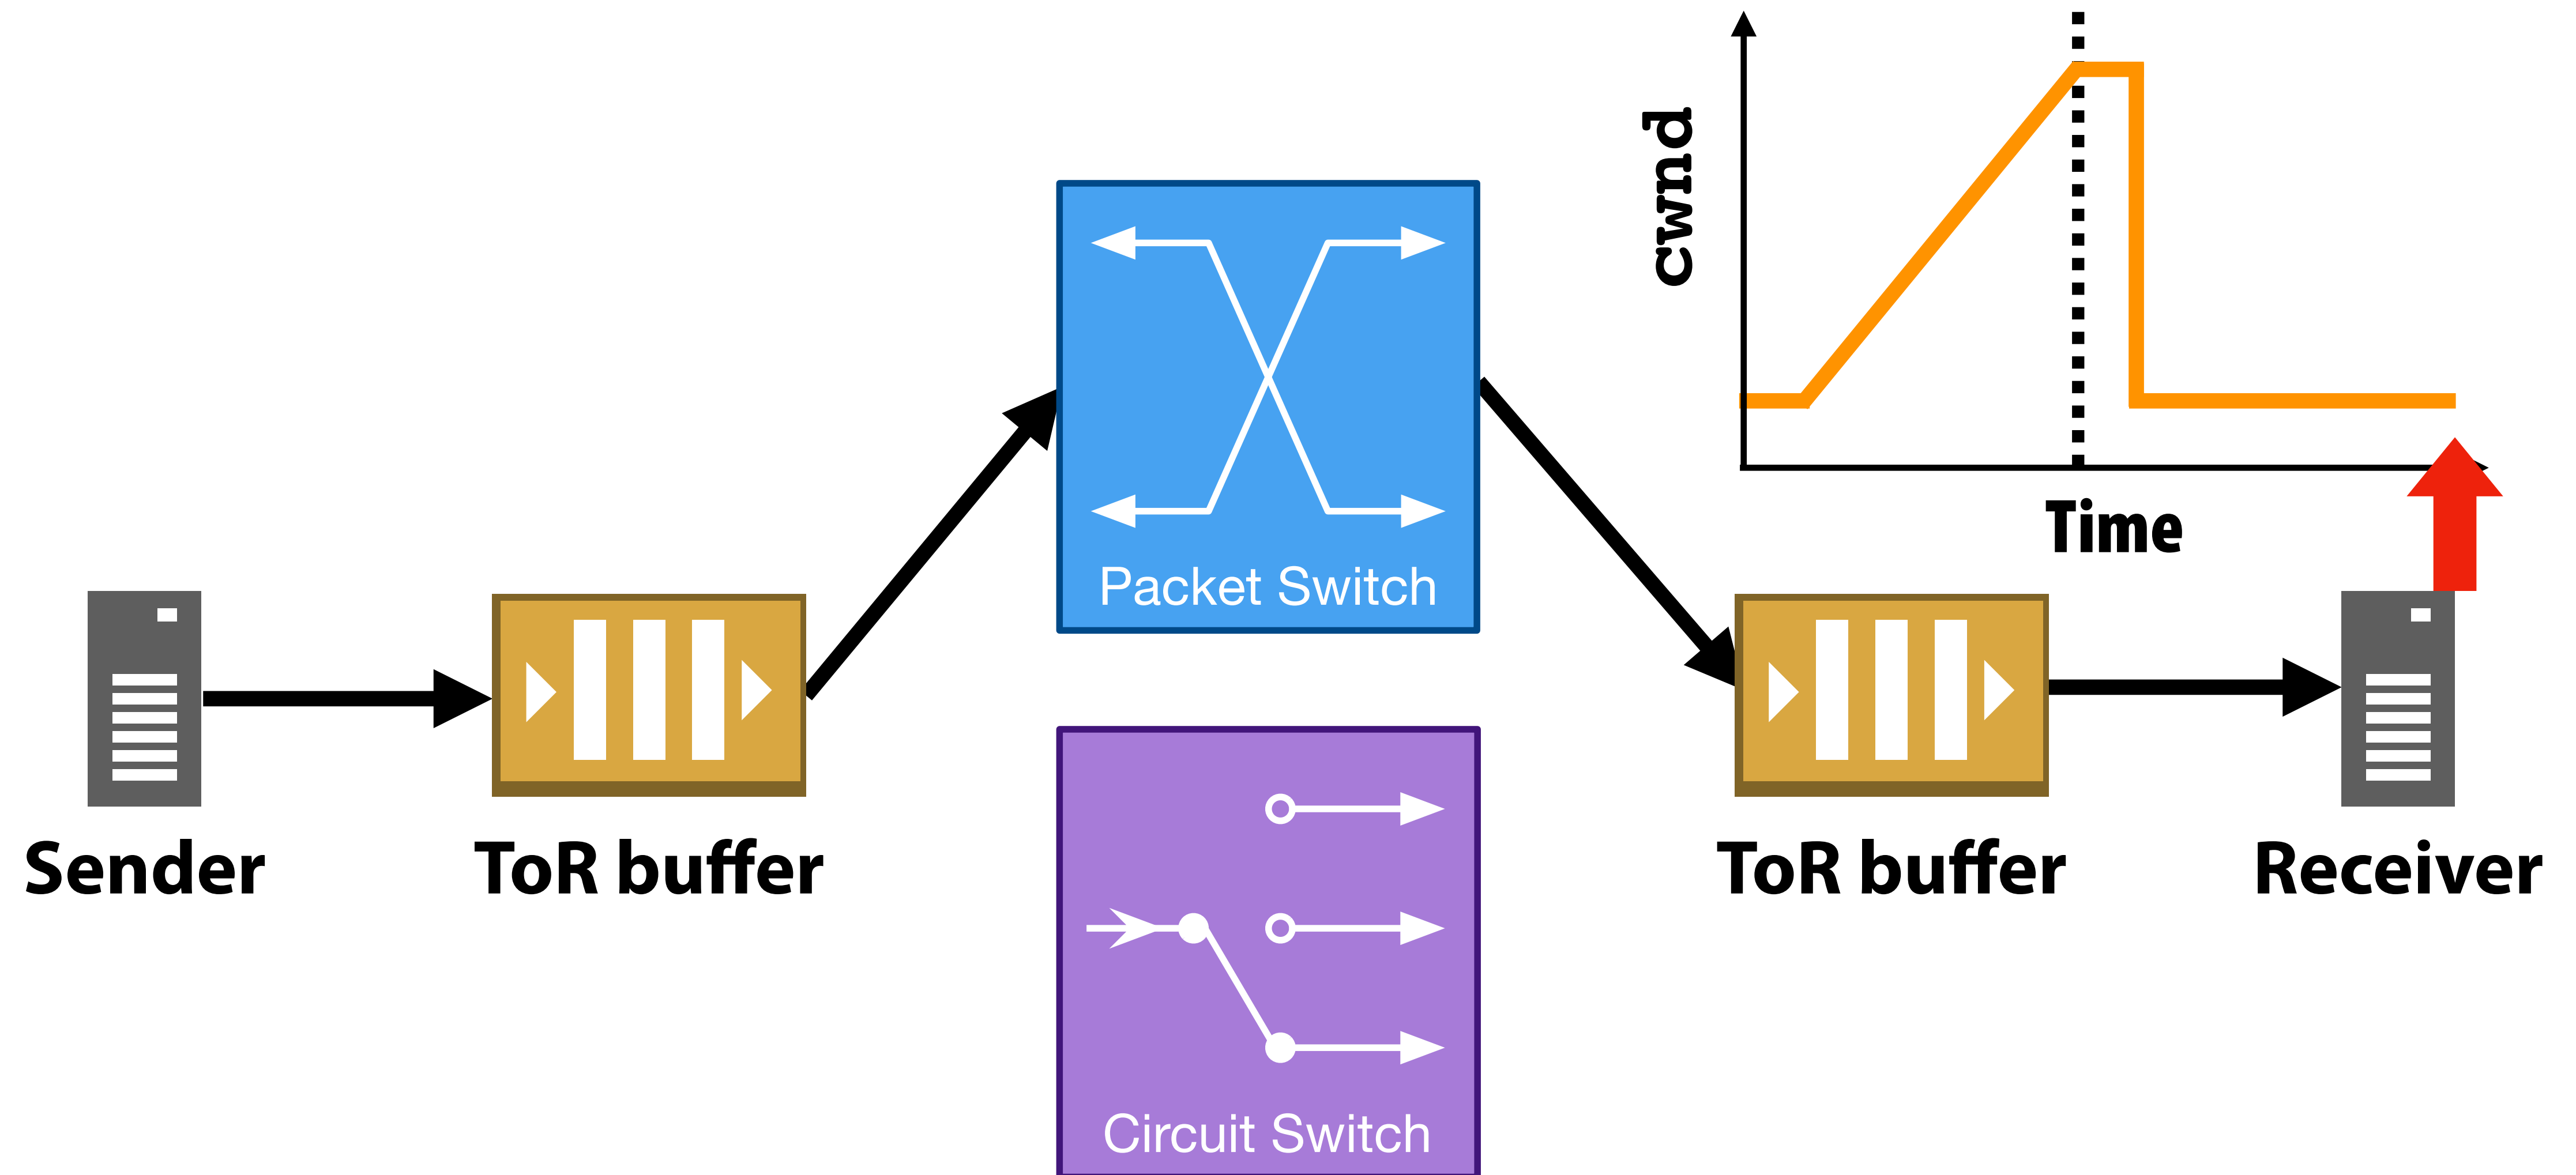 cwnd
Time
Packet Switch
Sender
ToR buffer
ToR buffer
Receiver
Circuit Switch